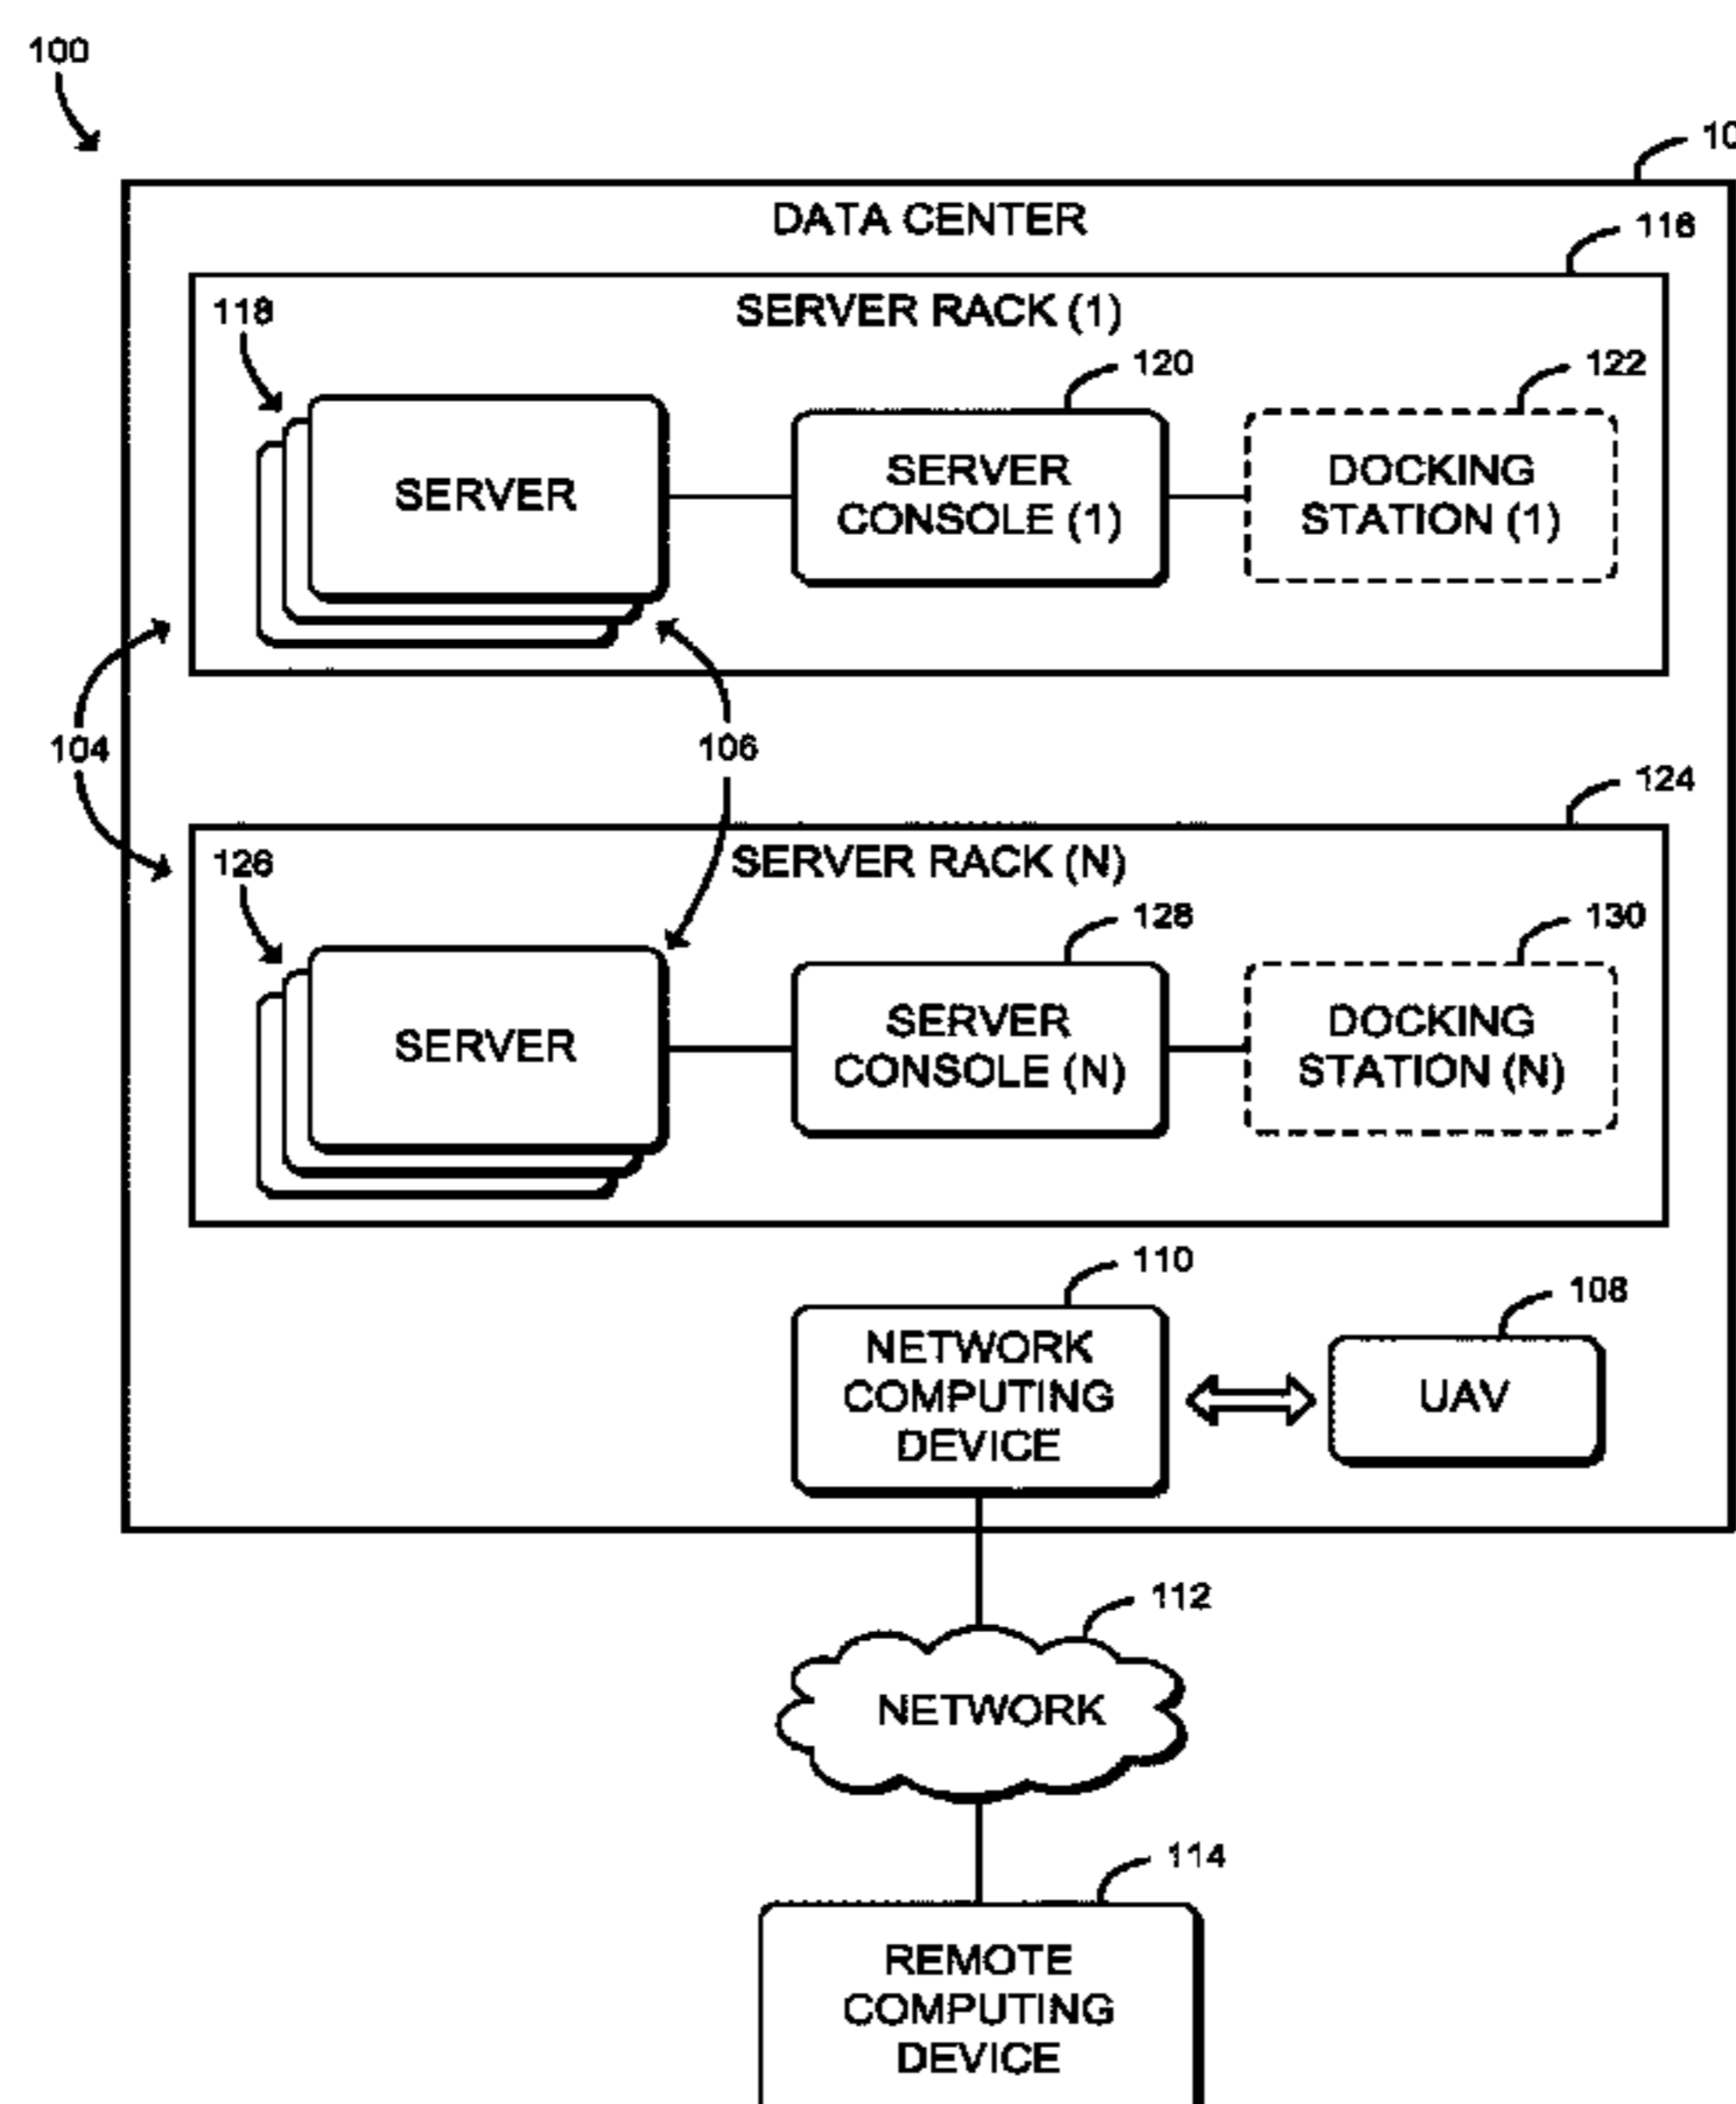 100
DATA CENTER
116
SERVER RACK (1)
118
120
122
SERVER
SERVER
CONSOLE (1)
DOCKING
STATION (1)
104
106
124
SERVER RACK (N)
126
128
130
SERVER
SERVER
CONSOLE (N)
DOCKING
STATION (N)
110
108
NETWORK
COMPUTING
DEVICE
UAV
112
NETWORK
114
REMOTE
COMPUTING
DEVICE